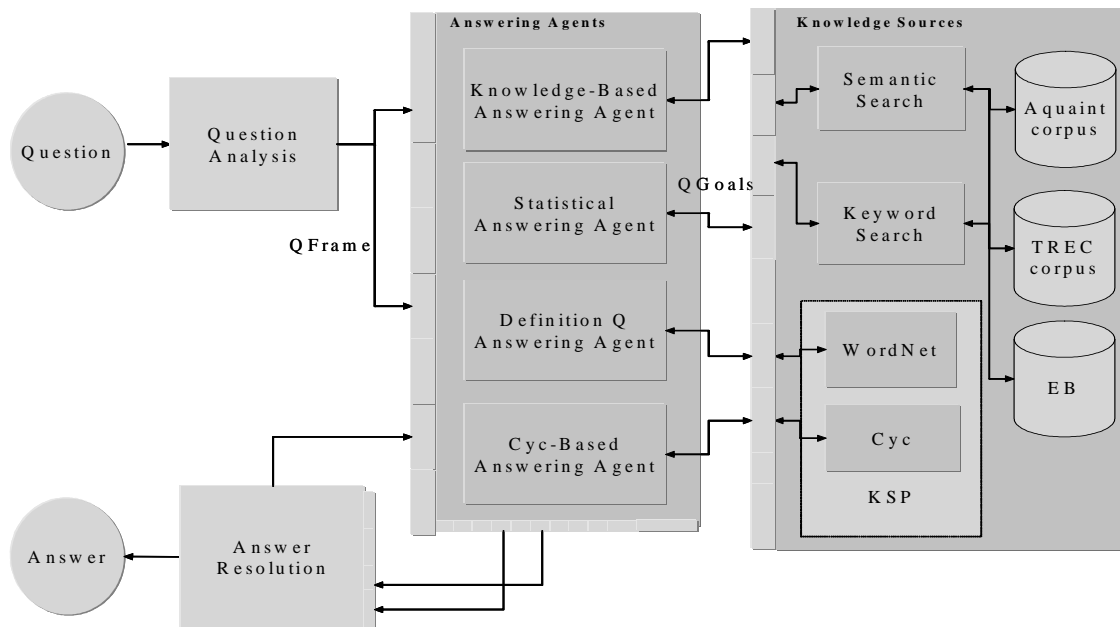 Answering Agents
Knowledge Sources
Question
Question
Analysis
QFrame
Knowledge-Based
Answering Agent
Statistical
Answering Agent
Definition Q
Answering Agent
Cyc-Based
Answering Agent
QGoals
Semantic
Search
Keyword
Search
WordNet
Cyc
KSP
Aquaint
corpus
TREC
corpus
EB
Answer
Resolution
Answer